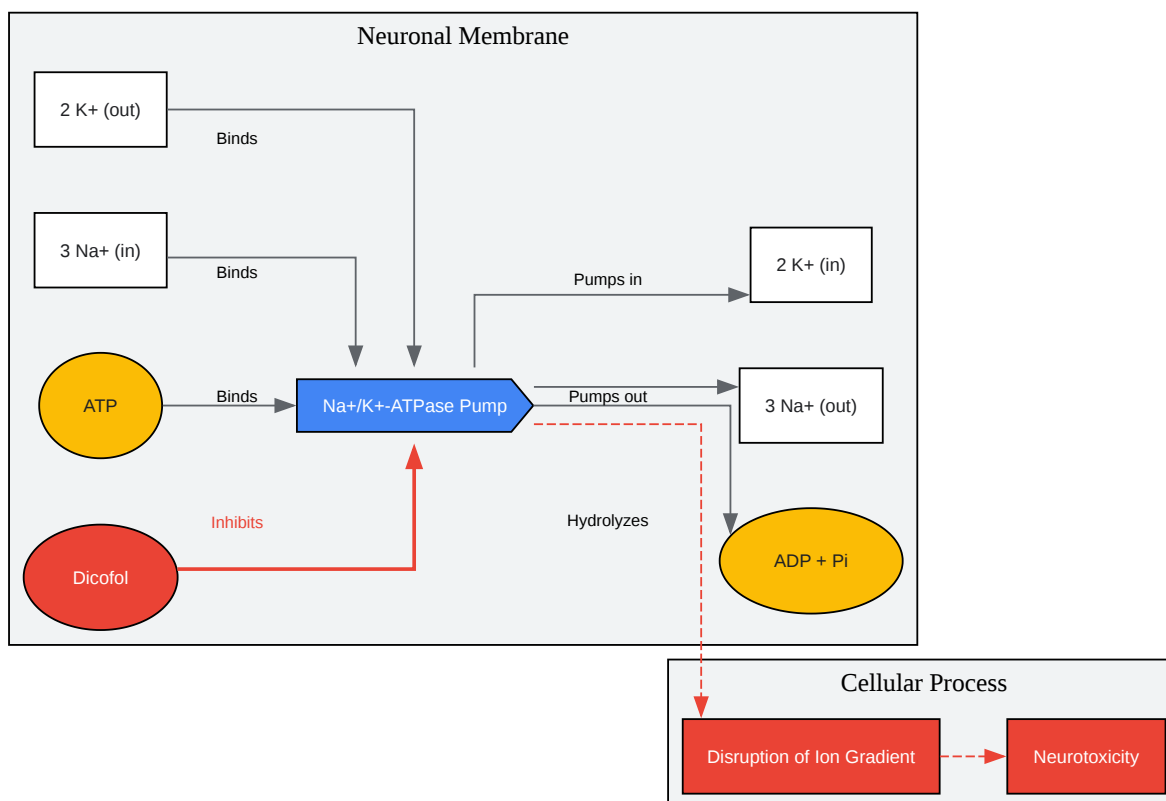 Neuronal Membrane
2 K+ (out)
Binds
3 Na+ (in)
Binds
2 K+ (in)
Pumps in
ATP
Binds
Na+/K+-ATPase Pump
Pumps out
3 Na+ (out)
Inhibits
Hydrolyzes
Dicofol
ADP + Pi
Cellular Process
Disruption of Ion Gradient
Neurotoxicity